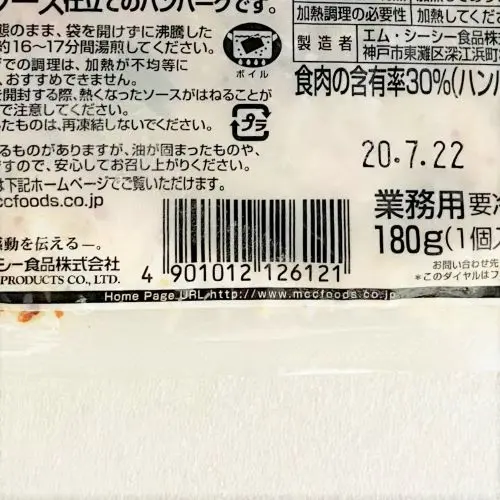 ソース仕立てのハンバーグです。
態のまま、袋を開けずに沸騰した
約16～17分間湯煎してください。
での調理は、加熱が不均等に
、おすすめできません。
を開封する際、熱くなったソースがはねることが
で注意してください。
たものは、再凍結しないでください。
ボイル
プラ
るものがありますが、油が固まったものや、
ですので、安心してお召し上がりください。
は下記ホームページでご覧いただけます。
ccfoods.co.jp
感動を伝える―。
シー食品株式会社
PRODUCTS CO., LTD.
加熱調理の必要性 加熱してくださ
製造者 エム・シーシー食品株
神戸市東灘区深江浜町
食肉の含有率30%(ハンバ
20.7.22
業務用 要冷
180g(1個入
お問い合わせ先
*このダイヤルはフ
4 901012 126121
Home Page URL http://www.mccfoods.co.jp